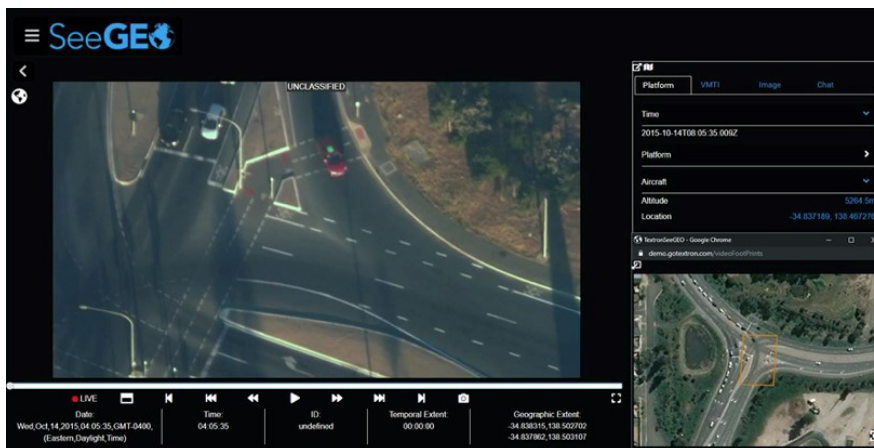 SeeGEO
UNCLASSIFIED
Platform VMTI Image Chat
Time
2015-10-14T08:05:35.009Z
Platform
Aircraft
Altitude 5264.5m
Location -34.837189, 138.467276
TextronSeeGEO - Google Chrome
demo.gotextron.com/videoFootPrints
LIVE
Date: Time: ID: Temporal Extent: Geographic Extent:
Wed,Oct,14,2015,04:05:35,GMT-0400, 04:05:35 undefined 00:00:00 -34.838315,138.502702
(Eastern,Daylight,Time) -34.837862,138.503107